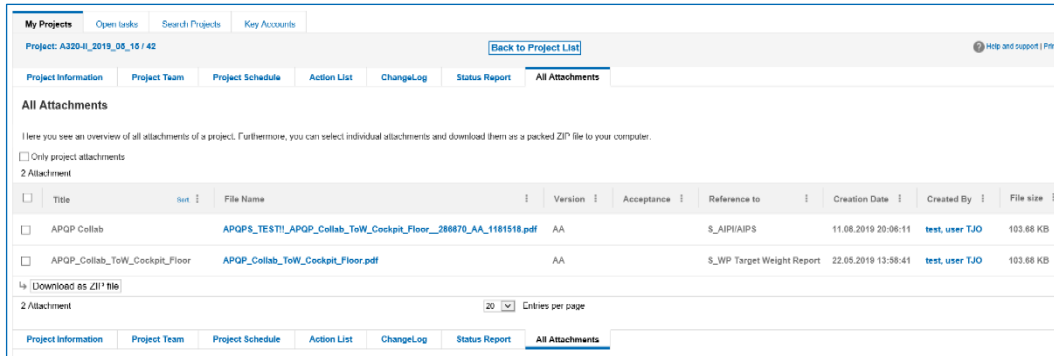 My Projects Open tasks Search Projects Key Accounts
Project: A320-II_2019_05_15 / 42 Back to Project List Help and support | Prin
Project Information Project Team Project Schedule Action List ChangeLog Status Report All Attachments
All Attachments
Here you see an overview of all attachments of a project. Furthermore, you can select individual attachments and download them as a packed ZIP file to your computer.
Only project attachments
2 Attachment
Title Sort File Name Version Acceptance Reference to Creation Date Created By File size
APQP Collab APQPS_TEST!!_APQP_Collab_ToW_Cockpit_Floor__286870_AA_1181518.pdf AA S_AIPI/AIPS 11.08.2019 20:06:11 test, user TJO 103.68 KB
APQP_Collab_ToW_Cockpit_Floor APQP_Collab_ToW_Cockpit_Floor.pdf AA S_WP Target Weight Report 22.05.2019 13:58:41 test, user TJO 103.68 KB
Download as ZIP file
2 Attachment 20 Entries per page
Project Information Project Team Project Schedule Action List ChangeLog Status Report All Attachments